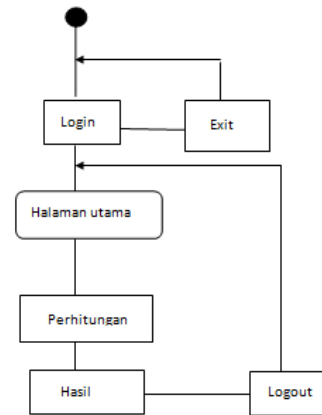 Login
Exit
Halaman utama
Perhitungan
Hasil
Logout